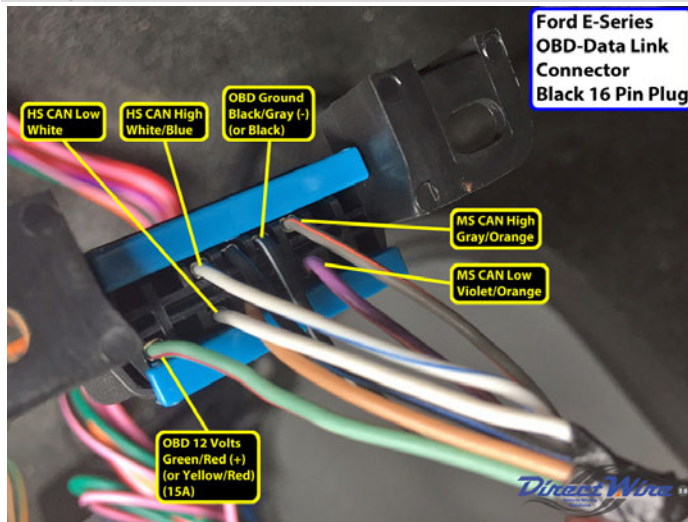 Ford E-Series
OBD-Data Link
Connector
Black 16 Pin Plug
OBD Ground
Black/Gray (-)
(or Black)
HS CAN Low
White
HS CAN High
White/Blue
MS CAN High
Gray/Orange
MS CAN Low
Violet/Orange
OBD 12 Volts
Green/Red (+)
(or Yellow/Red)
(15A)
DirectWire